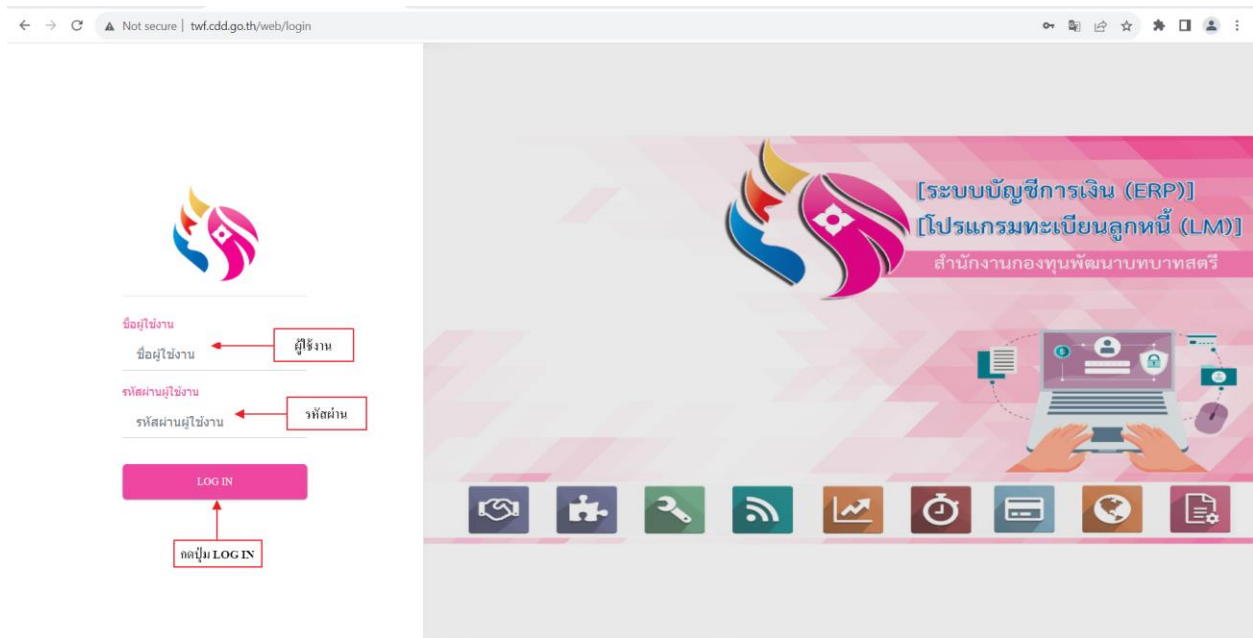 Not secure | twf.cdd.go.th/web/login
[ระบบบัญชีการเงิน (ERP)]
[โปรแกรมทะเบียนลูกหนี้ (LM)]
สำนักงานกองทุนพัฒนาบทบาทสตรี
ชื่อผู้ใช้งาน
ชื่อผู้ใช้งาน
ผู้ใช้งาน
รหัสผ่านผู้ใช้งาน
รหัสผ่านผู้ใช้งาน
รหัสผ่าน
LOG IN
กดปุ่ม LOG IN